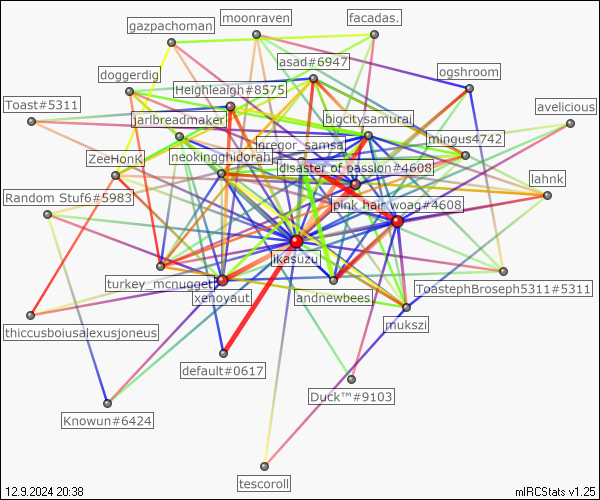 moonraven
facadas.
gazpachoman
asad#6947
ogshroom
doggerdig
Heighleaigh#8575
Toast#5311
avelicious
jarlbreadmaker
bigcitysamurai
mingus4742
gregor_samsa
ZeeHonK
neokingghidorah
disaster of passion#4608
lahnk
Random Stuf6#5983
pink hair woag#4608
ikasuzu
turkey_mcnugget
ToastephBroseph5311#5311
xenoyaut
andrewbees
mukszi
thiccusboiusalexusjoneus
default#0617
Duck™#9103
Knowun#6424
tescoroll
12.9.2024 20:38
mIRCStats v1.25